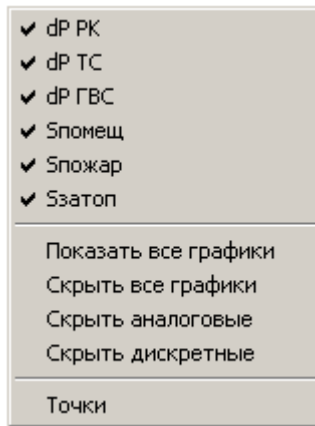 dP РК
dP ТС
dP ГВС
Sпомещ
Sпожар
Sзатоп
Показать все графики
Скрыть все графики
Скрыть аналоговые
Скрыть дискретные
Точки